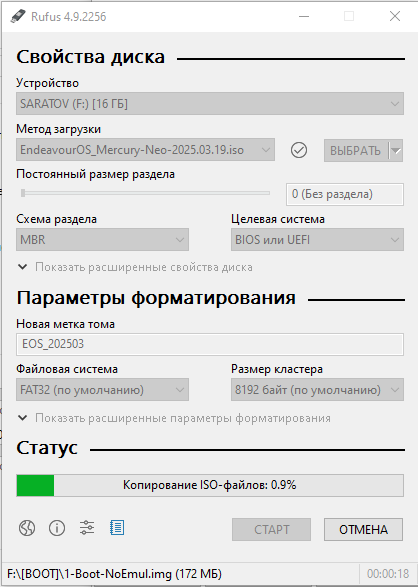 Rufus 4.9.2256
Свойства диска
Устройство
SARATOV (F:) [16 ГБ]
Метод загрузки
EndeavourOS_Mercury-Neo-2025.03.19.iso
ВЫБРАТЬ
Постоянный размер раздела
0 (Без раздела)
Схема раздела
Целевая система
MBR
BIOS или UEFI
Показать расширенные свойства диска
Параметры форматирования
Новая метка тома
EOS_202503
Файловая система
Размер кластера
FAT32 (по умолчанию)
8192 байт (по умолчанию)
Показать расширенные параметры форматирования
Статус
Копирование ISO-файлов: 0.9%
СТАРТ
ОТМЕНА
F:\[BOOT]\1-Boot-NoEmul.img (172 МБ)
00:00:18